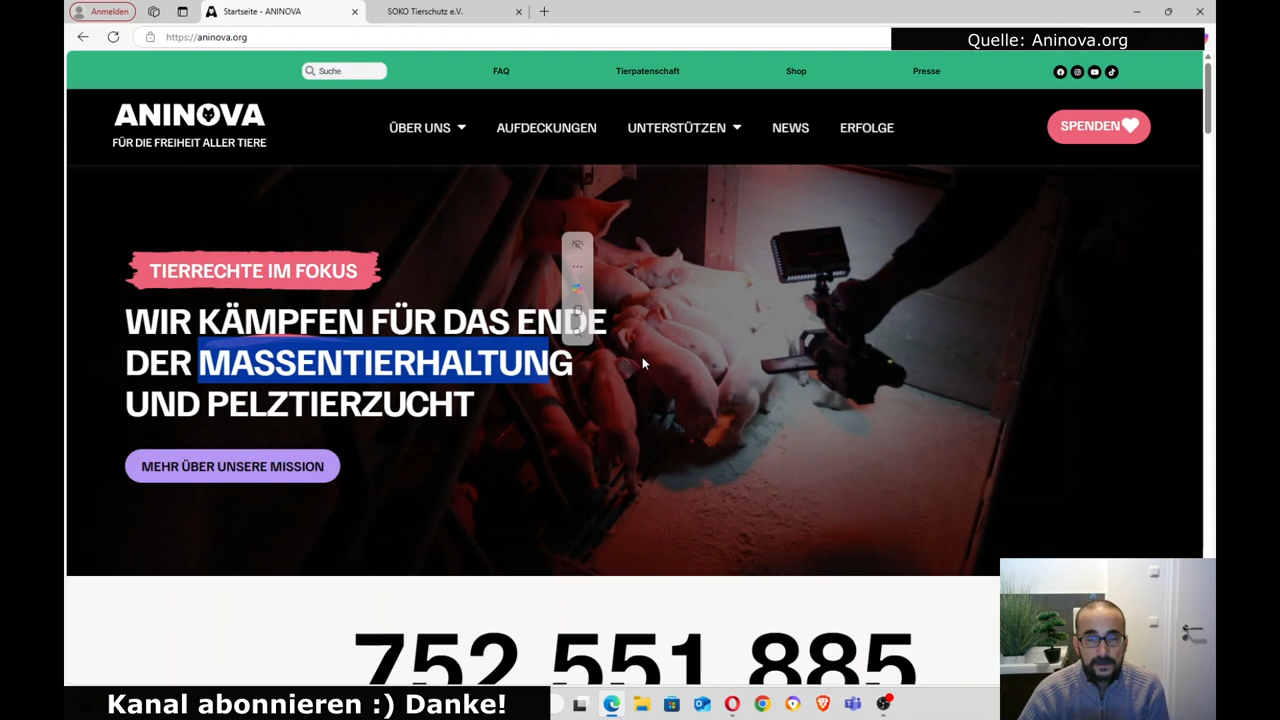 Anmelden
Startseite - ANINOVA
SOKO Tierschutz e.V.
https://aninova.org
Quelle: Aninova.org
Suche
FAQ
Tierpatenschaft
Shop
Presse
ANINOVA
FÜR DIE FREIHEIT ALLER TIERE
ÜBER UNS
AUFDECKUNGEN
UNTERSTÜTZEN
NEWS
ERFOLGE
SPENDEN
TIERRECHTE IM FOKUS
WIR KÄMPFEN FÜR DAS ENDE
DER MASSENTIERHALTUNG
UND PELZTIERZUCHT
MEHR ÜBER UNSERE MISSION
752 551 885
Kanal abonnieren :) Danke!